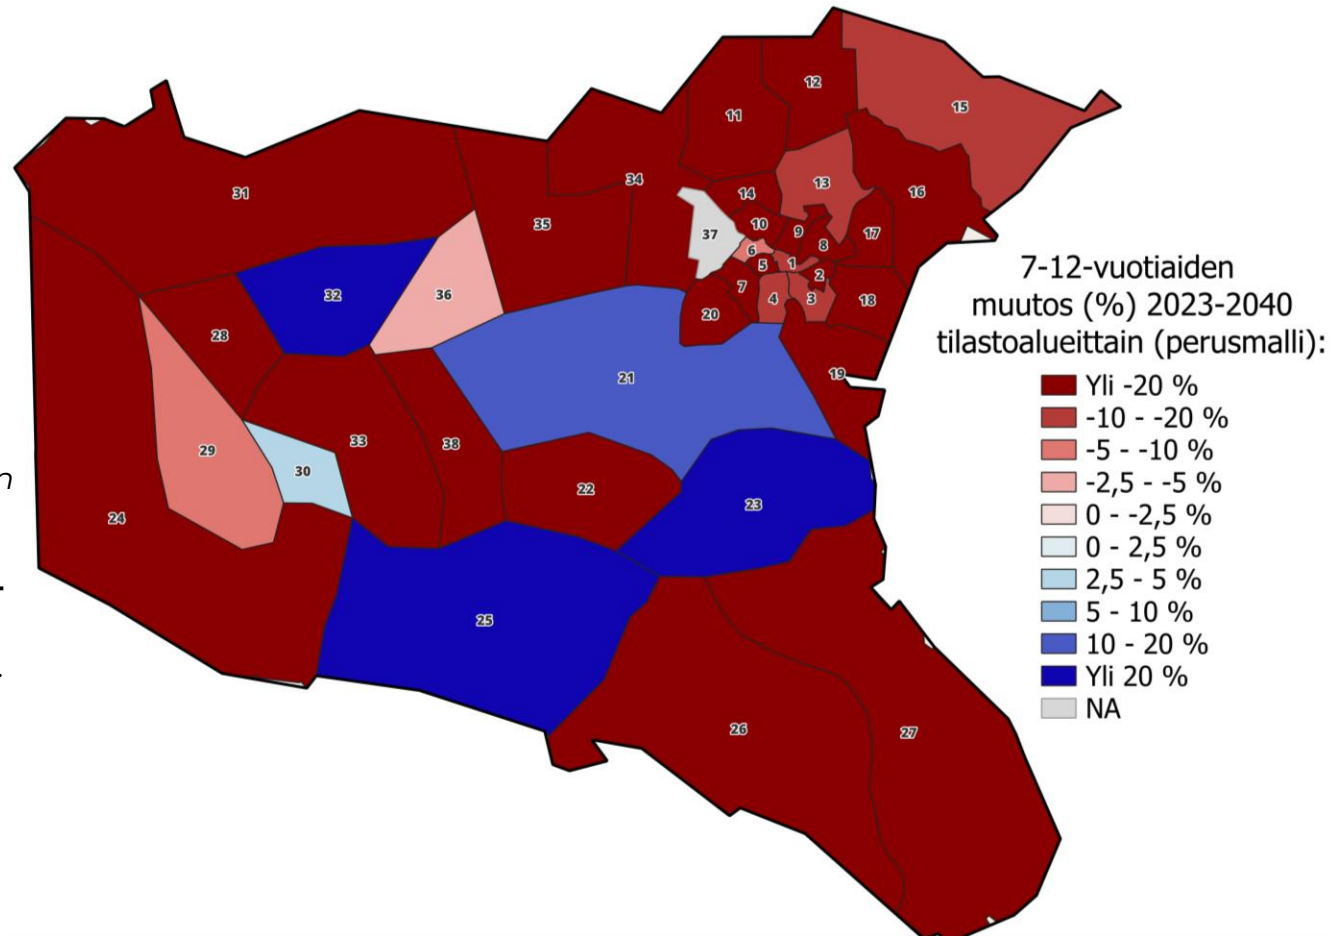 12
15
11
31
34
14
13
16
35
10
9
17
37
6
8
5
1
2
7
4
3
18
20
32
36
28
21
19
29
33
38
30
22
24
23
25
26
27
n
.
.
7-12-vuotiaiden
muutos (%) 2023-2040
tilastoalueittain (perusmalli):
Yli -20 %
-10 - -20 %
-5 - -10 %
-2,5 - -5 %
0 - -2,5 %
0 - 2,5 %
2,5 - 5 %
5 - 10 %
10 - 20 %
Yli 20 %
NA